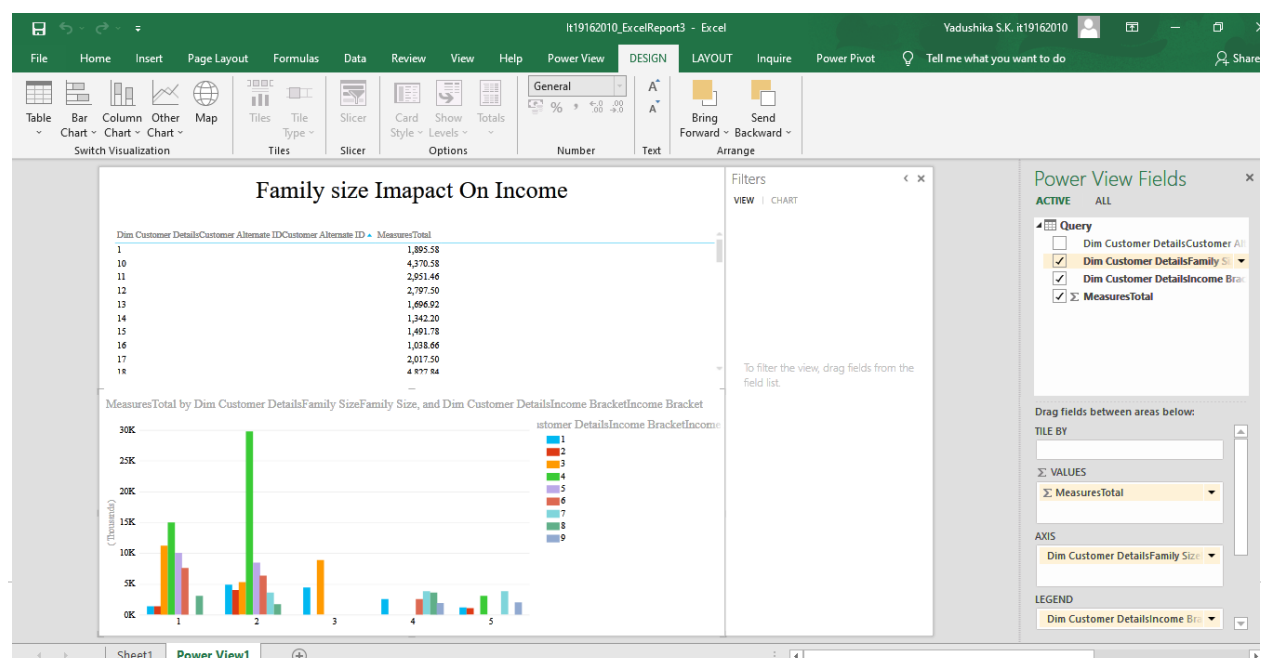 It19162010_ExcelReport3 - Excel
Yadushika S.K. it19162010
File Home Insert Page Layout Formulas Data Review View Help Power View DESIGN LAYOUT Inquire Power Pivot Tell me what you want to do Share
Table Bar Chart Column Chart Other Chart Map
Switch Visualization
Tiles Tile Type
Tiles
Slicer
Slicer
Card Style Show Levels Totals
Options
General
% , .00
Number
A A
Text
Bring Forward Send Backward
Arrange
Family size Imapact On Income
Dim Customer DetailsCustomer Alternate IDCustomer Alternate ID MeasuresTotal
1 1,895.58
10 4,370.58
11 2,951.46
12 2,797.50
13 1,696.92
14 1,342.20
15 1,491.78
16 1,038.66
17 2,017.50
18 4,827.84
MeasuresTotal by Dim Customer DetailsFamily SizeFamily Size, and Dim Customer DetailsIncome BracketIncome Bracket
ustomer DetailsIncome BracketIncome
1
2
3
4
5
6
7
8
9
(Thousands)
30K
25K
20K
15K
10K
5K
0K
1 2 3 4 5
Filters
VIEW | CHART
To filter the view, drag fields from the
field list.
Power View Fields
ACTIVE ALL
Query
Dim Customer DetailsCustomer Al
Dim Customer DetailsFamily Si
Dim Customer DetailsIncome Brac
Σ MeasuresTotal
Drag fields between areas below:
TILE BY
Σ VALUES
Σ MeasuresTotal
AXIS
Dim Customer DetailsFamily Size
LEGEND
Dim Customer DetailsIncome Bra
Sheet1 Power View1